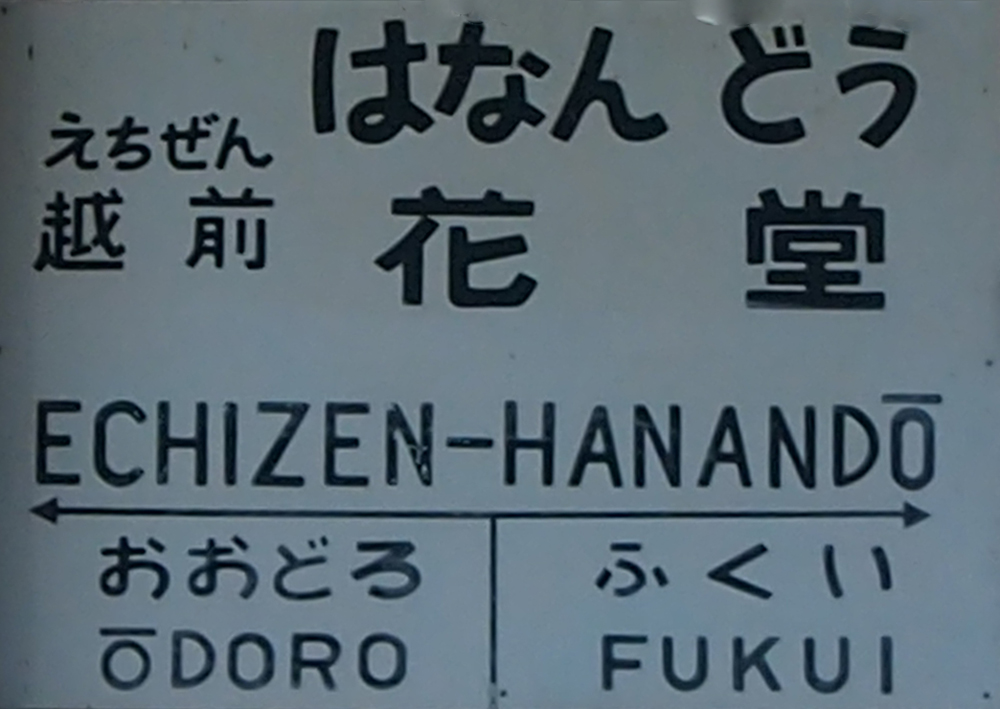 はなんどう
えちぜん
越前 花堂
ECHIZEN-HANANDŌ
おおどろ ふくい
ŌDORO FUKUI